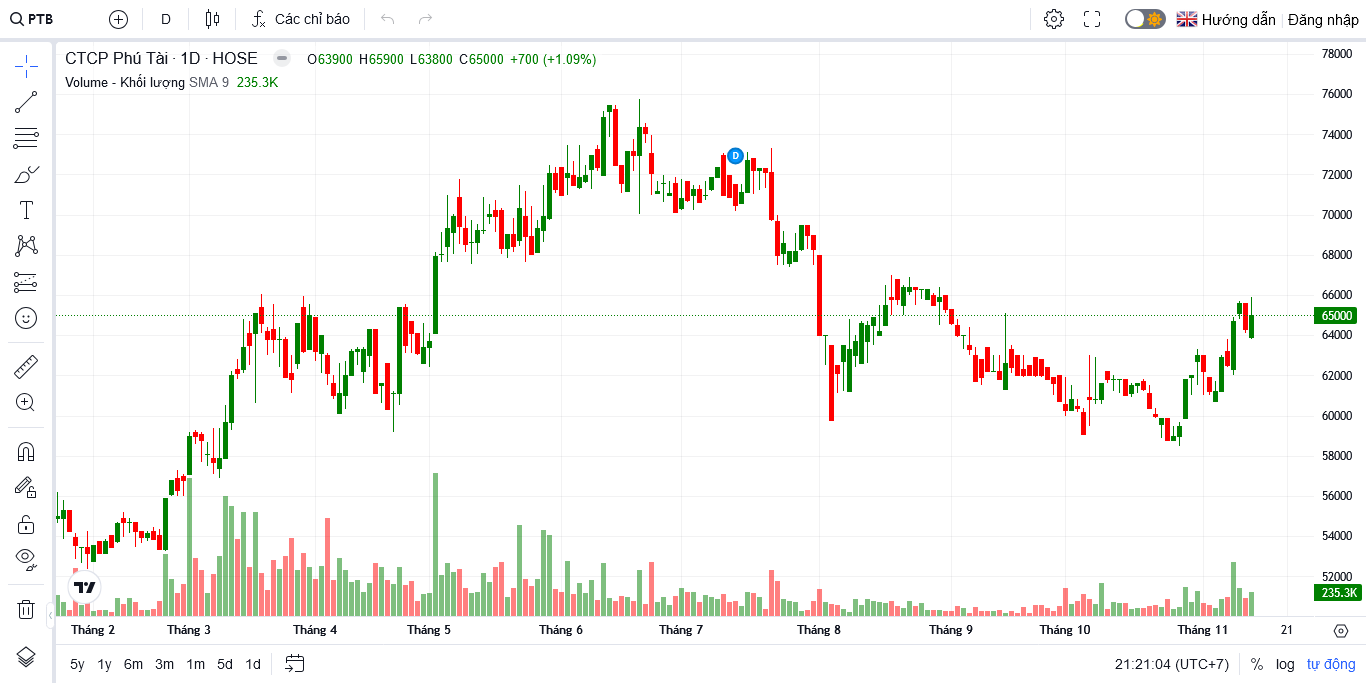 PTB D Các chỉ báo Hướng dẫn Đăng nhập
CTCP Phú Tài · 1D · HOSE O63900 H65900 L63800 C65000 +700 (+1.09%)
Volume - Khối lượng SMA 9 235.3K
78000
76000
74000
D
72000
70000
68000
66000
65000
64000
62000
60000
58000
56000
54000
52000
235.3K
Tháng 2 Tháng 3 Tháng 4 Tháng 5 Tháng 6 Tháng 7 Tháng 8 Tháng 9 Tháng 10 Tháng 11 21
5y 1y 6m 3m 1m 5d 1d 21:21:04 (UTC+7) % log tự động